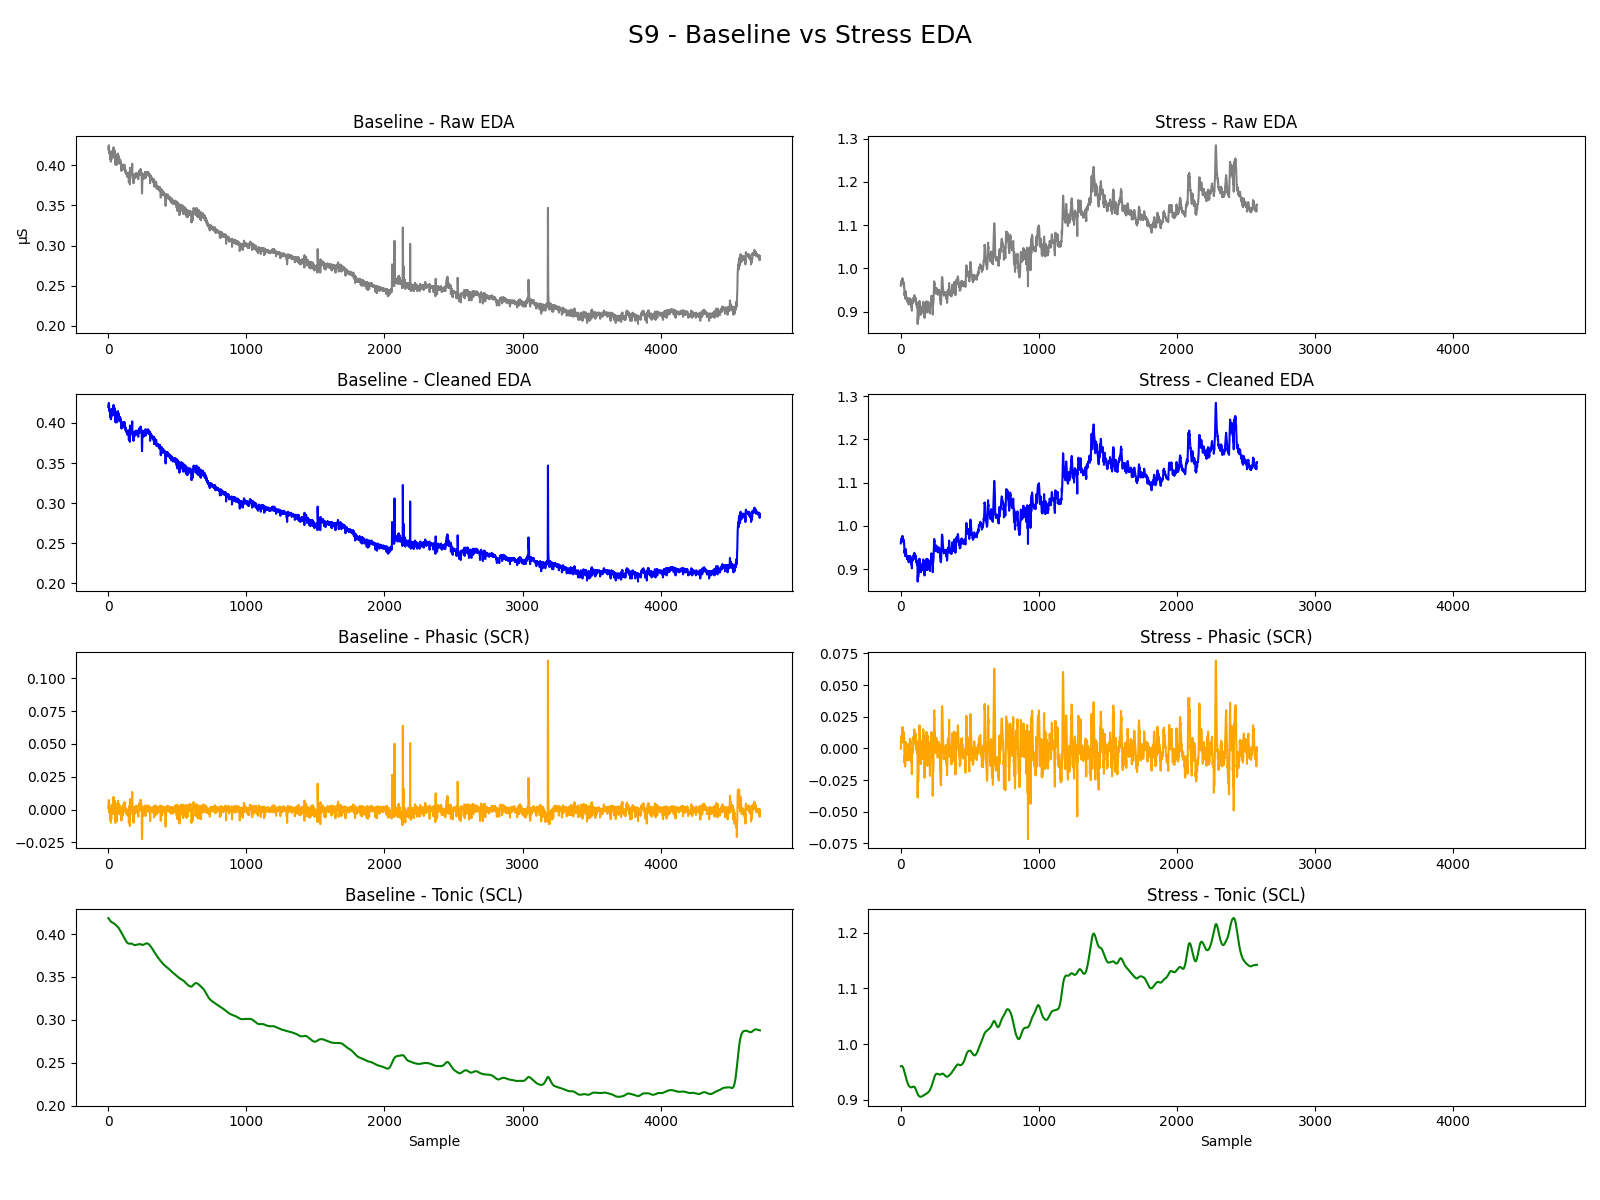 S9 - Baseline vs Stress EDA
Baseline - Raw EDA
µS
0.40
0.35
0.30
0.25
0.20
0 1000 2000 3000 4000
Stress - Raw EDA
1.3
1.2
1.1
1.0
0.9
0 1000 2000 3000 4000
Baseline - Cleaned EDA
0.40
0.35
0.30
0.25
0.20
0 1000 2000 3000 4000
Stress - Cleaned EDA
1.3
1.2
1.1
1.0
0.9
0 1000 2000 3000 4000
Baseline - Phasic (SCR)
0.100
0.075
0.050
0.025
0.000
−0.025
0 1000 2000 3000 4000
Stress - Phasic (SCR)
0.075
0.050
0.025
0.000
−0.025
−0.050
−0.075
0 1000 2000 3000 4000
Baseline - Tonic (SCL)
0.40
0.35
0.30
0.25
0.20
0 1000 2000 3000 4000
Sample
Stress - Tonic (SCL)
1.2
1.1
1.0
0.9
0 1000 2000 3000 4000
Sample